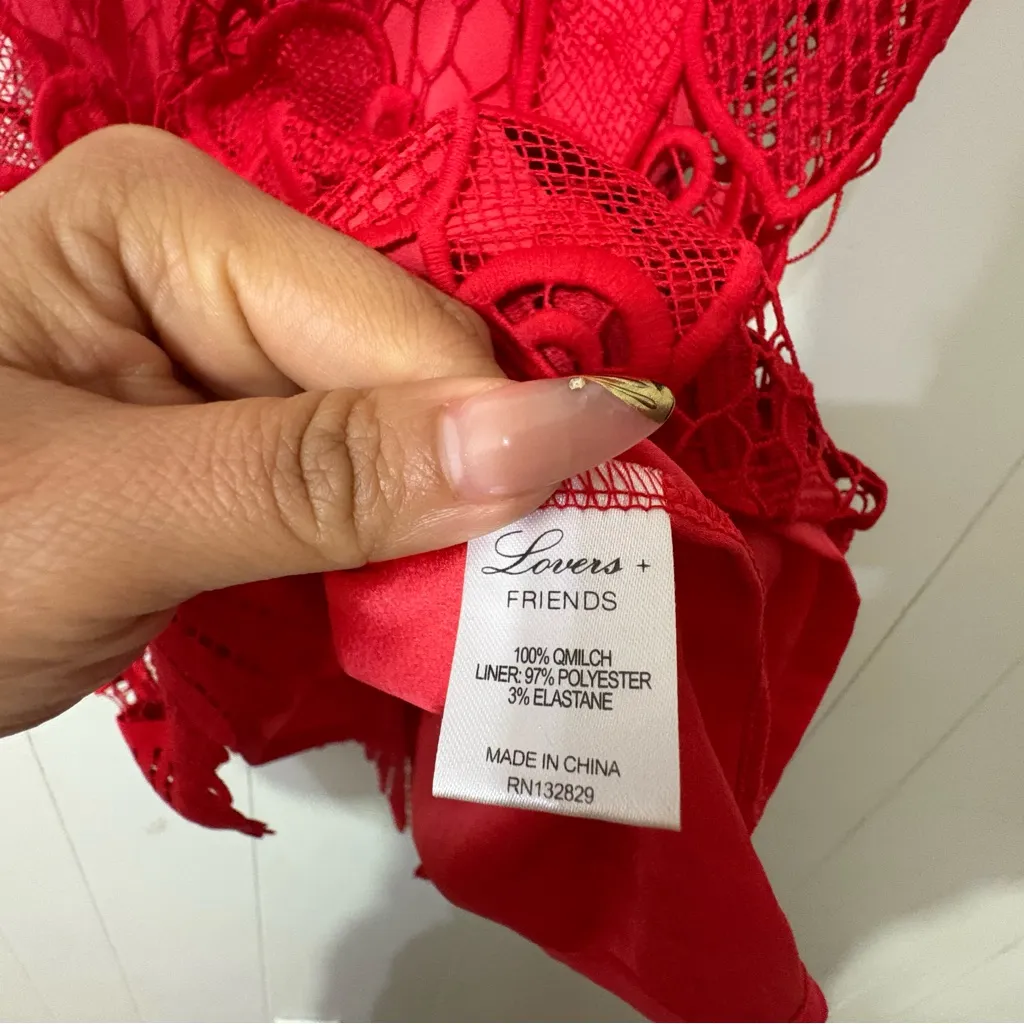 Lovers +
FRIENDS
100% QMILCH
LINER: 97% POLYESTER
3% ELASTANE
MADE IN CHINA
RN132829